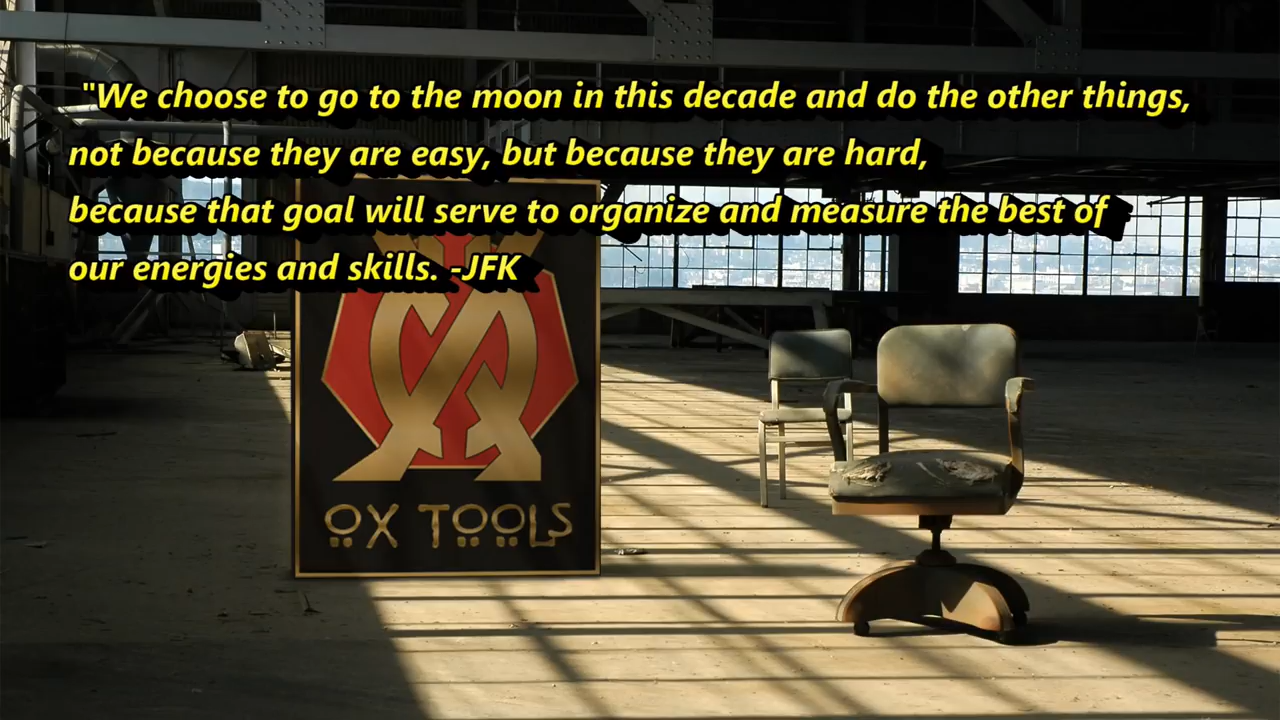 "We choose to go to the moon in this decade and do the other things,
not because they are easy, but because they are hard,
because that goal will serve to organize and measure the best of
our energies and skills. -JFK
OX TOOLS